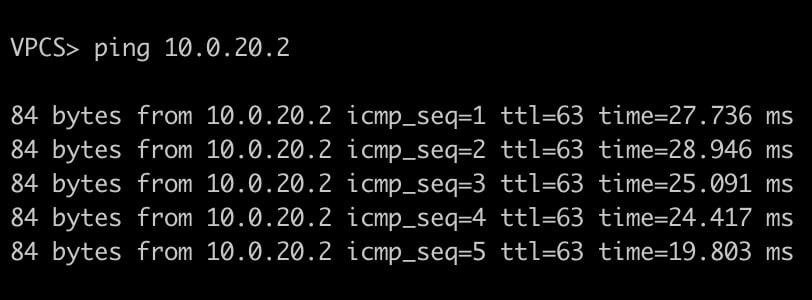 VPCS> ping 10.0.20.2
84 bytes from 10.0.20.2 icmp_seq=1 ttl=63 time=27.736 ms
84 bytes from 10.0.20.2 icmp_seq=2 ttl=63 time=28.946 ms
84 bytes from 10.0.20.2 icmp_seq=3 ttl=63 time=25.091 ms
84 bytes from 10.0.20.2 icmp_seq=4 ttl=63 time=24.417 ms
84 bytes from 10.0.20.2 icmp_seq=5 ttl=63 time=19.803 ms